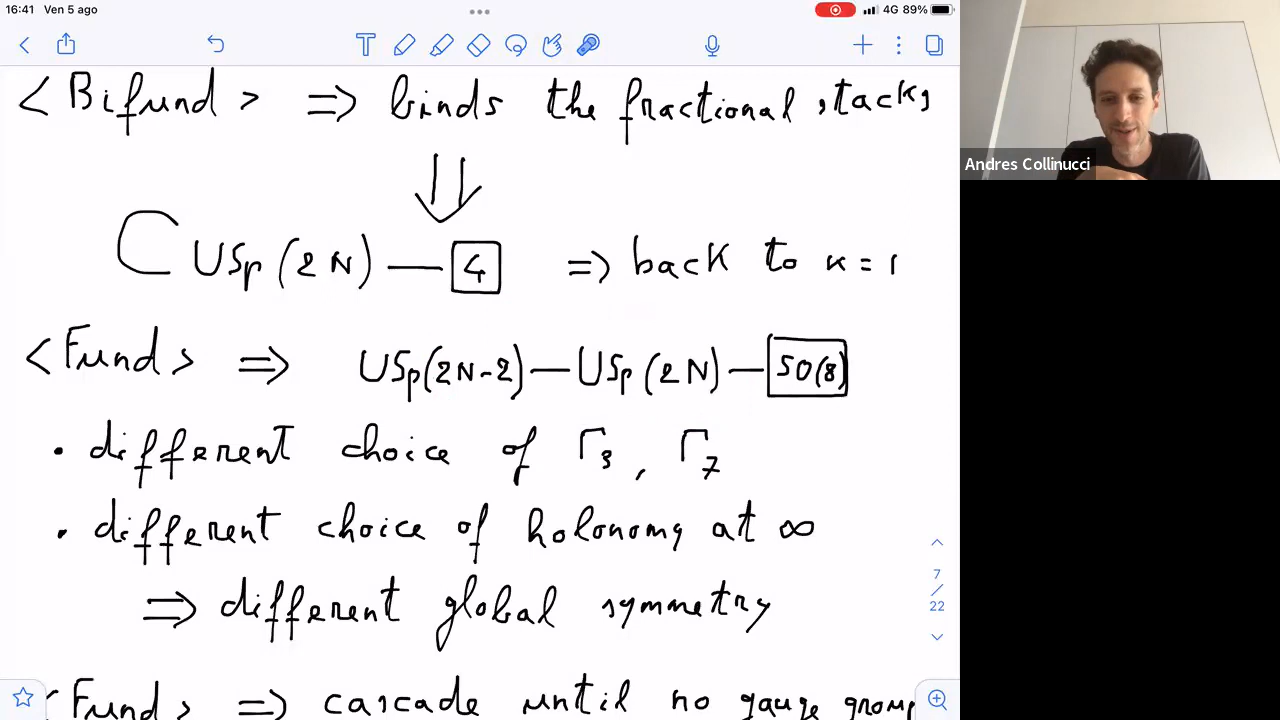 16:41 Ven 5 ago
4G 89%
T
< Bifund > ⇒ binds the fractional stacks
⇓
USp(2N) — 4 ⇒ back to κ = 1
< Fund > ⇒ USp(2N-2) — USp(2N) — SO(8)
• different choice of Γ3, Γ7
• different choice of holonomy at ∞
⇒ different global symmetry
< Fund > ⇒ cascade until no gauge group
7
/
22
Andres Collinucci